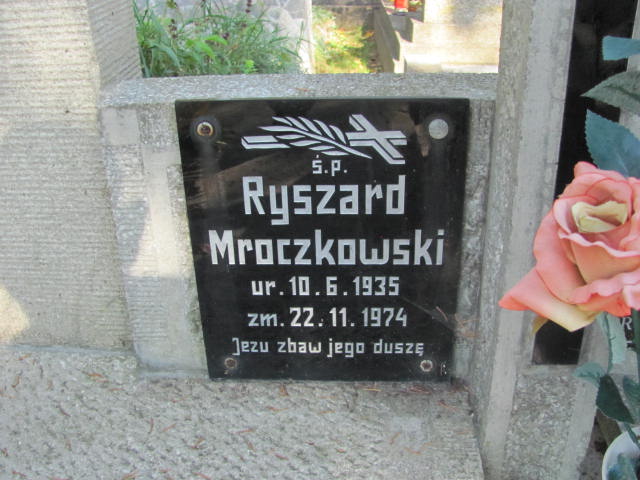 ś.p.
Ryszard
Mroczkowski
ur. 10. 6. 1935
zm. 22. 11. 1974
Jezu zbaw jego duszę